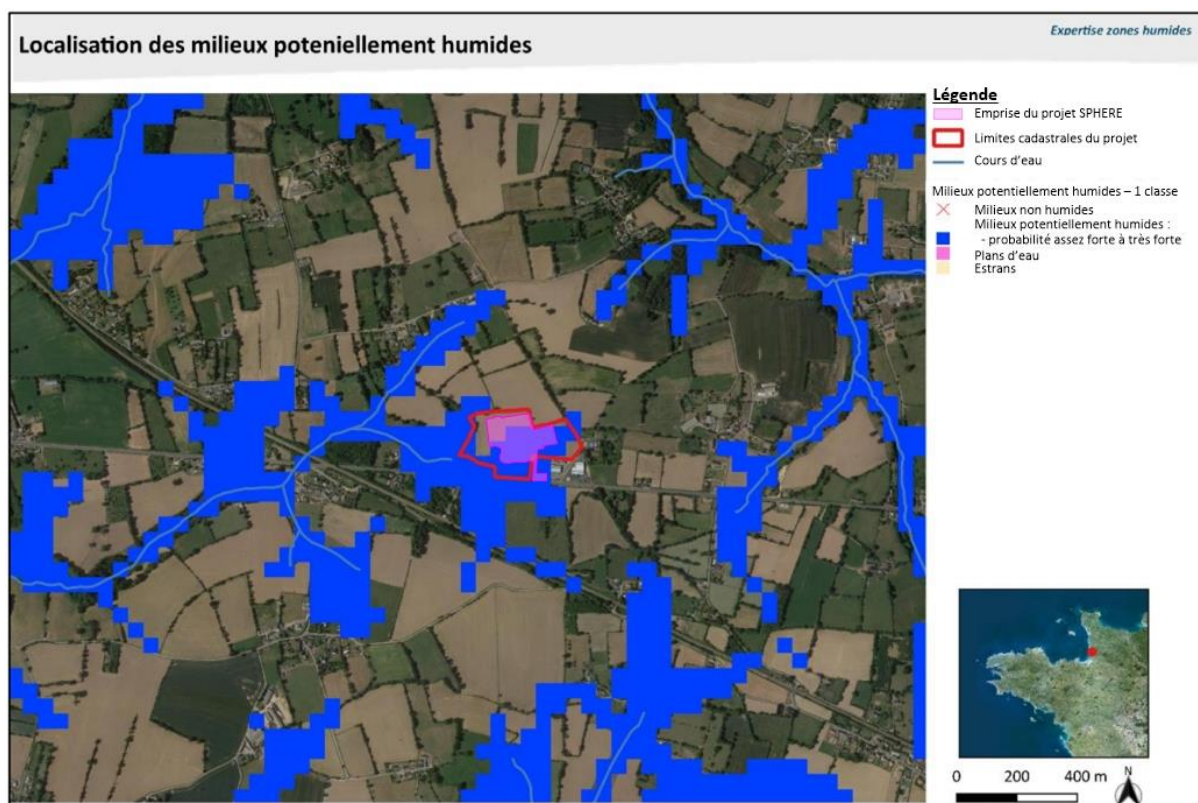 Localisation des milieux poteniellement humides
Expertise zones humides
Légende
Emprise du projet SPHERE
Limites cadastrales du projet
Cours d'eau
Milieux potentiellement humides – 1 classe
Milieux non humides
Milieux potentiellement humides :
- probabilité assez forte à très forte
Plans d'eau
Estrans
0 200 400 m
N